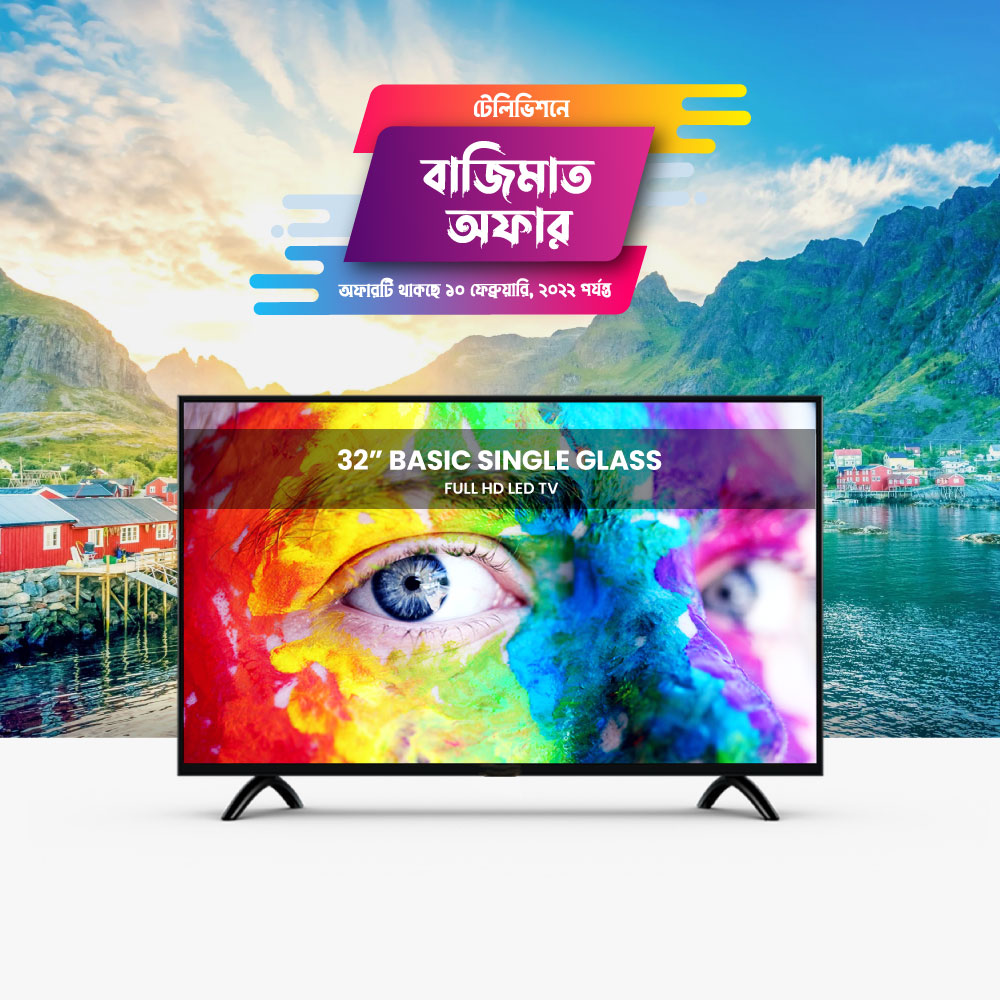 টেলিভিশনে
বাজিমাত
অফার
অফারটি থাকছে ১০ ফেব্রুয়ারি, ২০২২ পর্যন্ত
32” BASIC SINGLE GLASS
FULL HD LED TV